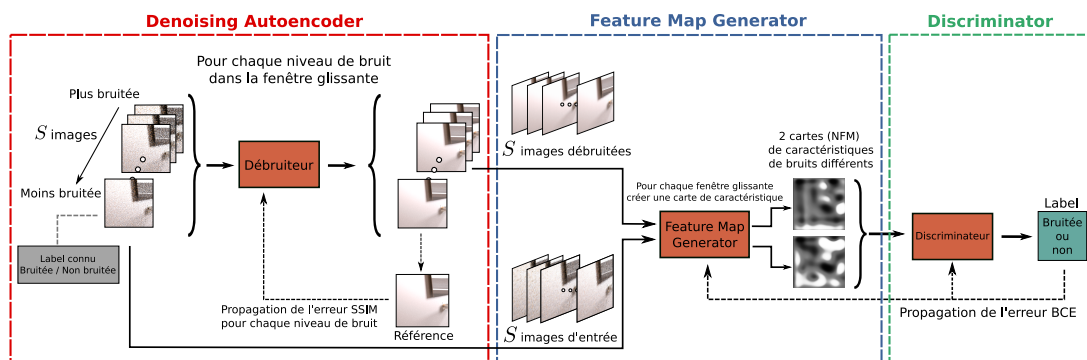 Denoising Autoencoder
Feature Map Generator
Discriminator
Pour chaque niveau de bruit
dans la fenêtre glissante
Plus bruitée
S images
Moins bruitée
Débruiteur
Label connu
Bruitée / Non bruitée
Propagation de l'erreur SSIM
pour chaque niveau de bruit
Référence
S images débruitées
Pour chaque fenêtre glissante
créer une carte de caractéristique
Feature Map
Generator
S images d'entrée
2 cartes (NFM)
de caractéristiques
de bruits différents
Discriminateur
Label
Bruitée
ou
non
Propagation de l'erreur BCE